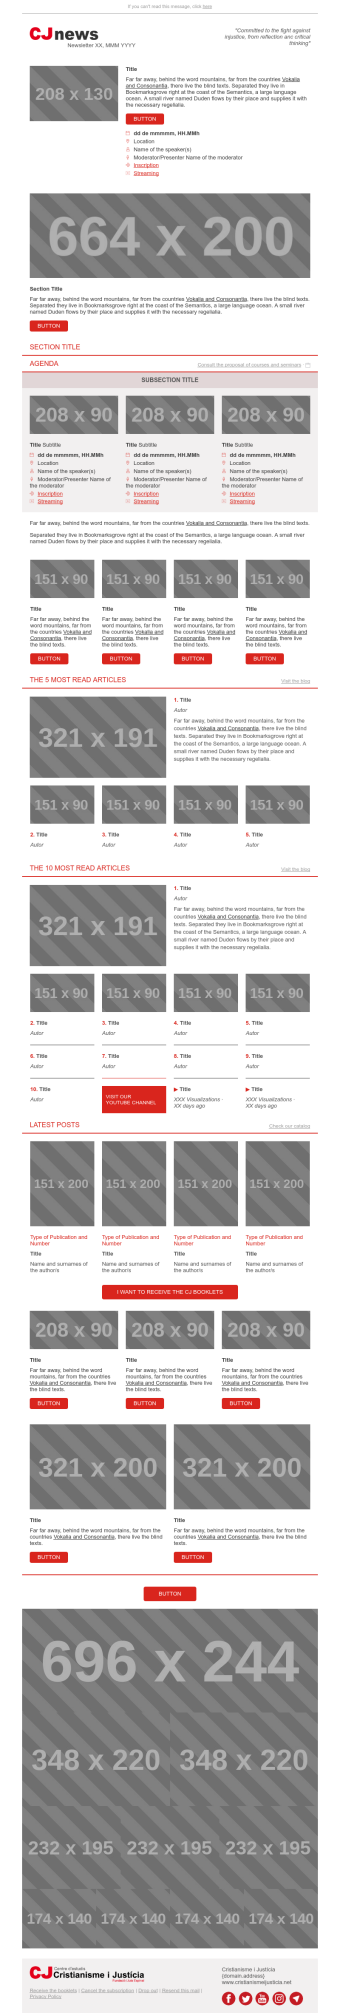 If you can't read this message, click here
CJnews
Newsletter XX, MMM YYYY
"Committed to the fight against
injustice, from reflection and critical
thinking"
208 x 130
Title
Far far away, behind the word mountains, far from the countries Vokalia
and Consonantia, there live the blind texts. Separated they live in
Bookmarksgrove right at the coast of the Semantics, a large language
ocean. A small river named Duden flows by their place and supplies it with
the necessary regelialia.
BUTTON
dd de mmmmm, HH.MMh
Location
Name of the speaker(s)
Moderator/Presenter Name of the moderator
Inscription
Streaming
664 x 200
Section Title
Far far away, behind the word mountains, far from the countries Vokalia and Consonantia, there live the blind texts.
Separated they live in Bookmarksgrove right at the coast of the Semantics, a large language ocean. A small river
named Duden flows by their place and supplies it with the necessary regelialia.
BUTTON
SECTION TITLE
AGENDA
Consult the proposal of courses and seminars
SUBSECTION TITLE
208 x 90 208 x 90 208 x 90
Title Subtitle Title Subtitle Title Subtitle
dd de mmmmm, HH.MMh dd de mmmmm, HH.MMh dd de mmmmm, HH.MMh
Location Location Location
Name of the speaker(s) Name of the speaker(s) Name of the speaker(s)
Moderator/Presenter Name of Moderator/Presenter Name of Moderator/Presenter Name of
the moderator the moderator the moderator
Inscription Inscription Inscription
Streaming Streaming Streaming
Far far away, behind the word mountains, far from the countries Vokalia and Consonantia, there live the blind texts.
Separated they live in Bookmarksgrove right at the coast of the Semantics, a large language ocean. A small river
named Duden flows by their place and supplies it with the necessary regelialia.
151 x 90 151 x 90 151 x 90 151 x 90
Title Title Title Title
Far far away, behind the Far far away, behind the Far far away, behind the Far far away, behind the
word mountains, far from word mountains, far from word mountains, far from word mountains, far from
the countries Vokalia and the countries Vokalia and the countries Vokalia and the countries Vokalia and
Consonantia, there live Consonantia, there live Consonantia, there live Consonantia, there live
the blind texts. the blind texts. the blind texts. the blind texts.
BUTTON BUTTON BUTTON BUTTON
THE 5 MOST READ ARTICLES
Visit the blog
321 x 191
1. Title
Autor
Far far away, behind the word mountains, far from the
countries Vokalia and Consonantia, there live the blind
texts. Separated they live in Bookmarksgrove right at
the coast of the Semantics, a large language ocean. A
small river named Duden flows by their place and
supplies it with the necessary regelialia.
151 x 90 151 x 90 151 x 90 151 x 90
2. Title 3. Title 4. Title 5. Title
Autor Autor Autor Autor
THE 10 MOST READ ARTICLES
Visit the blog
321 x 191
1. Title
Autor
Far far away, behind the word mountains, far from the
countries Vokalia and Consonantia, there live the blind
texts. Separated they live in Bookmarksgrove right at
the coast of the Semantics, a large language ocean. A
small river named Duden flows by their place and
supplies it with the necessary regelialia.
151 x 90 151 x 90 151 x 90 151 x 90
2. Title 3. Title 4. Title 5. Title
Autor Autor Autor Autor
6. Title 7. Title 8. Title 9. Title
Autor Autor Autor Autor
10. Title
Autor
VISIT OUR
YOUTUBE CHANNEL
▶ Title ▶ Title
XXX Visualizations · XXX Visualizations ·
XX days ago XX days ago
LATEST POSTS
Check our catalog
151 x 200 151 x 200 151 x 200 151 x 200
Type of Publication and Type of Publication and Type of Publication and Type of Publication and
Number Number Number Number
Title Title Title Title
Name and surnames of Name and surnames of Name and surnames of Name and surnames of
the author/s the author/s the author/s the author/s
I WANT TO RECEIVE THE CJ BOOKLETS
208 x 90 208 x 90 208 x 90
Title Title Title
Far far away, behind the word Far far away, behind the word Far far away, behind the word
mountains, far from the countries mountains, far from the countries mountains, far from the countries
Vokalia and Consonantia, there live Vokalia and Consonantia, there live Vokalia and Consonantia, there live
the blind texts. the blind texts. the blind texts.
BUTTON BUTTON BUTTON
321 x 200 321 x 200
Title Title
Far far away, behind the word mountains, far from the Far far away, behind the word mountains, far from the
countries Vokalia and Consonantia, there live the blind countries Vokalia and Consonantia, there live the blind
texts. texts.
BUTTON BUTTON
BUTTON
696 x 244
348 x 220 348 x 220
232 x 195 232 x 195 232 x 195
174 x 140 174 x 140 174 x 140 174 x 140
CJ Centre d'estudis
Cristianisme i Justícia
Cristianisme i Justícia
{domain.address}
www.cristianismeijusticia.net
Receive the booklets | Cancel the subscription | Drop out | Resend this mail |
Privacy Policy